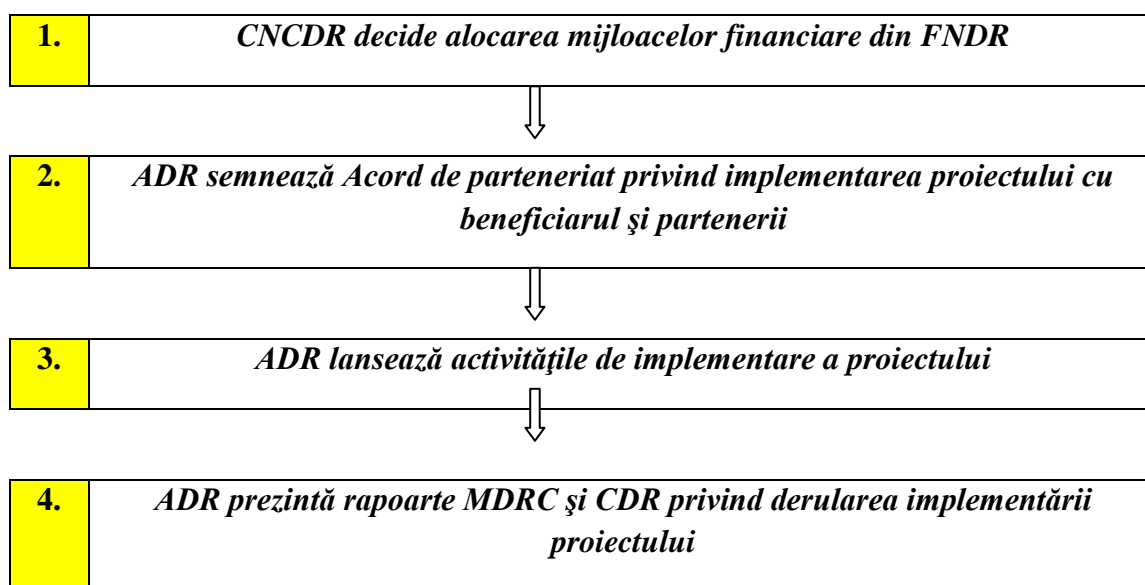 1. CNCDR decide alocarea mijloacelor financiare din FNDR
2. ADR semnează Acord de parteneriat privind implementarea proiectului cu
beneficiarul şi partenerii
3. ADR lansează activităţile de implementare a proiectului
4. ADR prezintă rapoarte MDRC şi CDR privind derularea implementării
proiectului